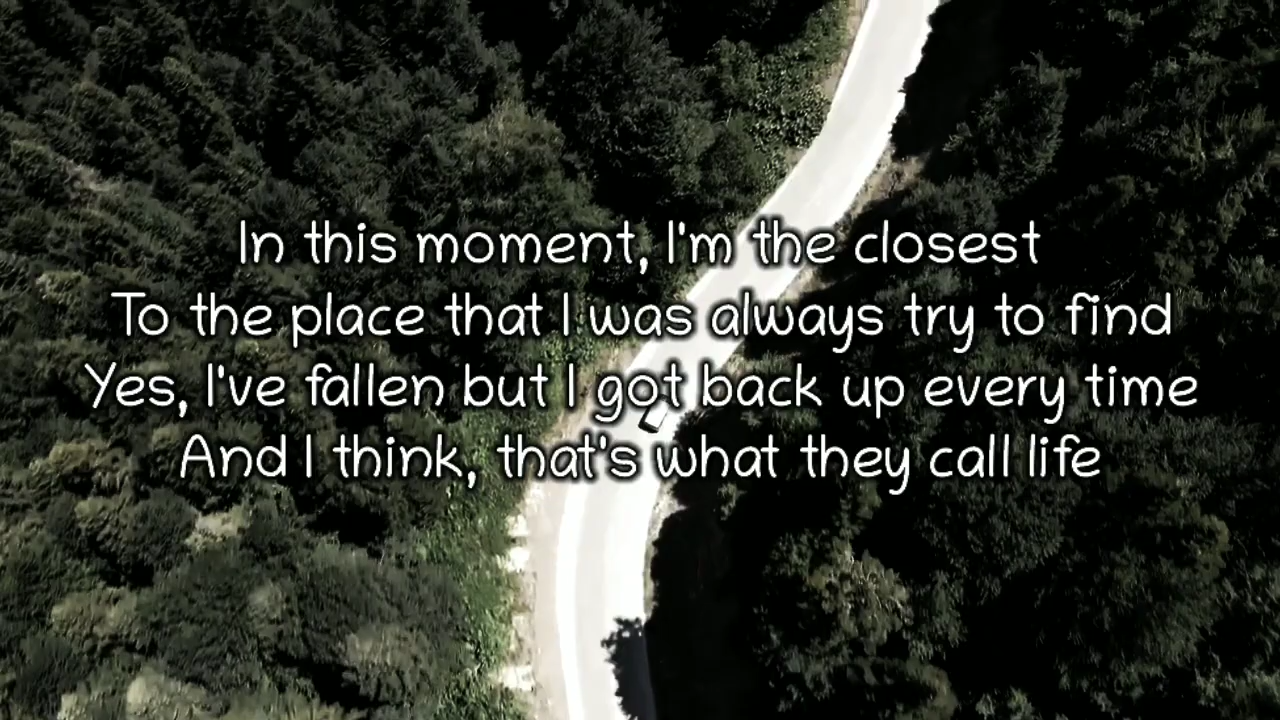 In this moment, I'm the closest
To the place that I was always try to find
Yes, I've fallen but I got back up every time
And I think, that's what they call life